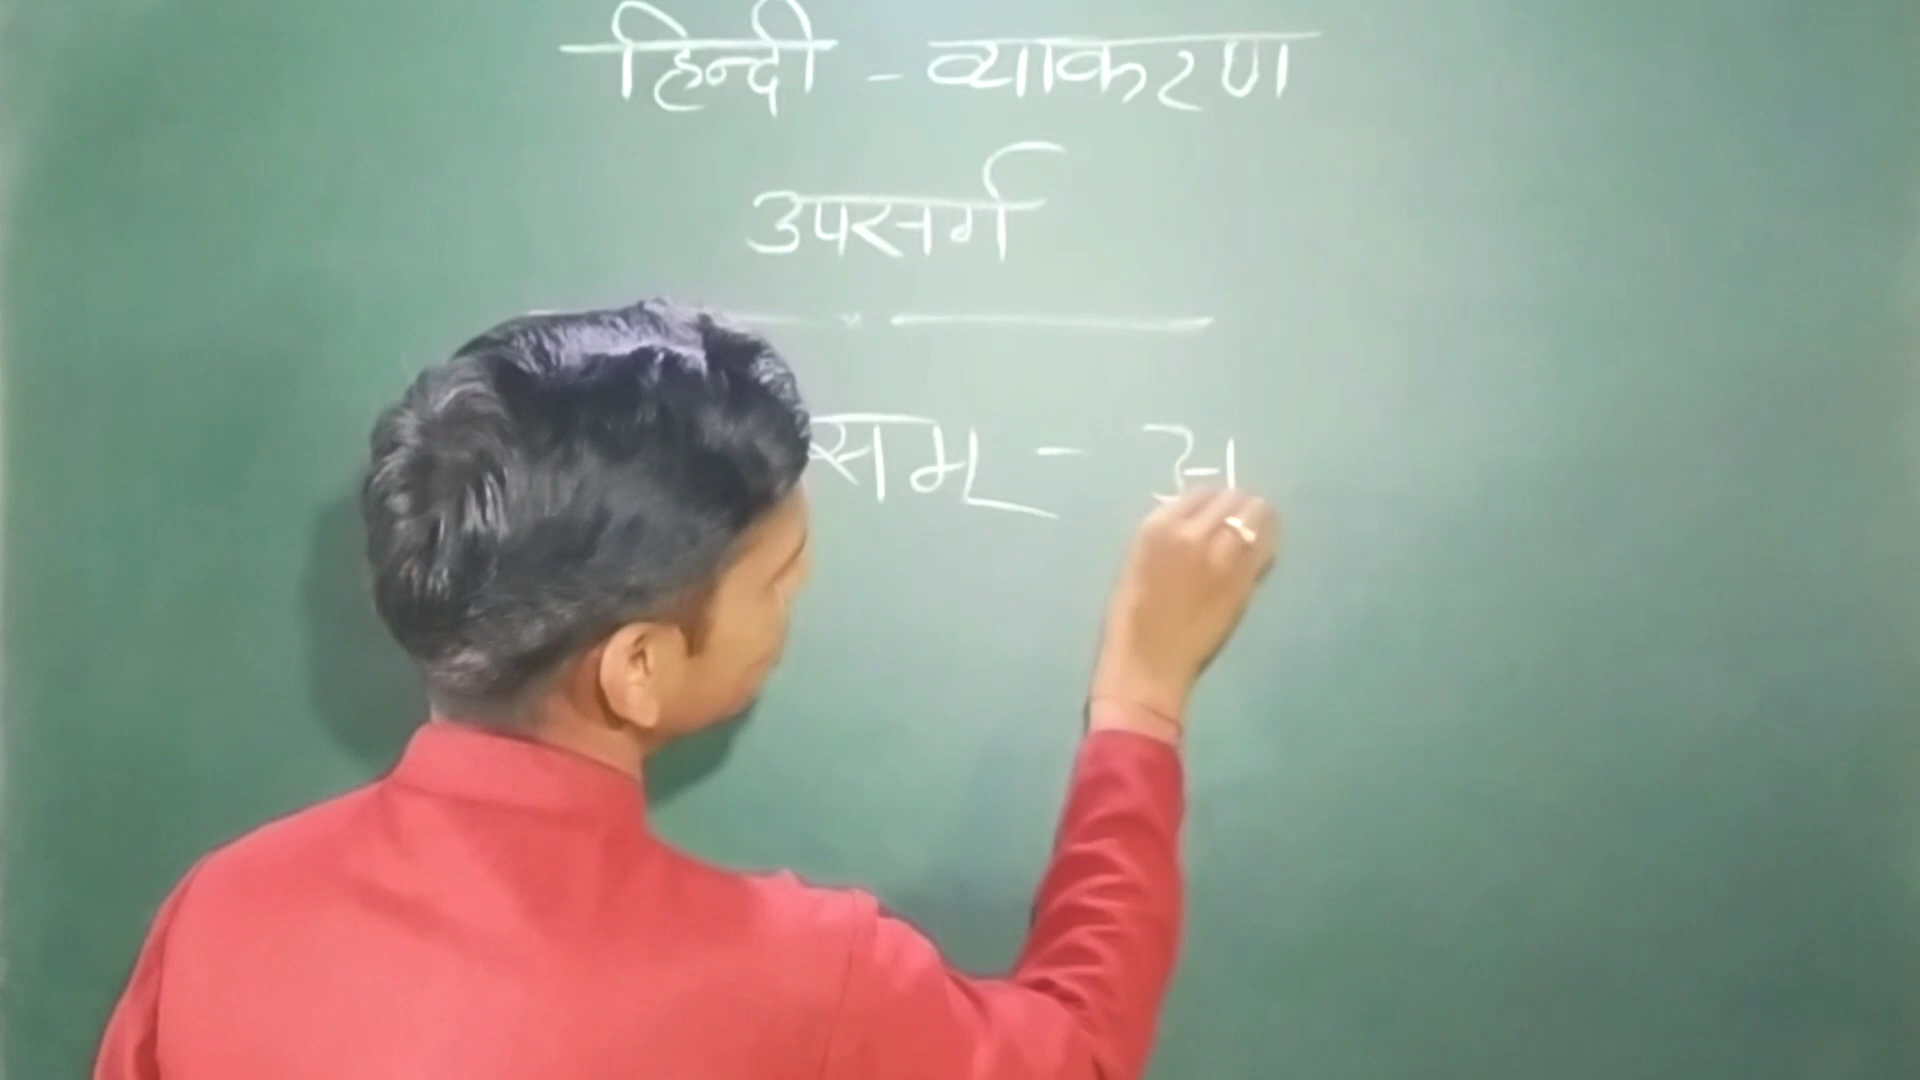 हिन्दी - व्याकरण
उपसर्ग
सम् - अ